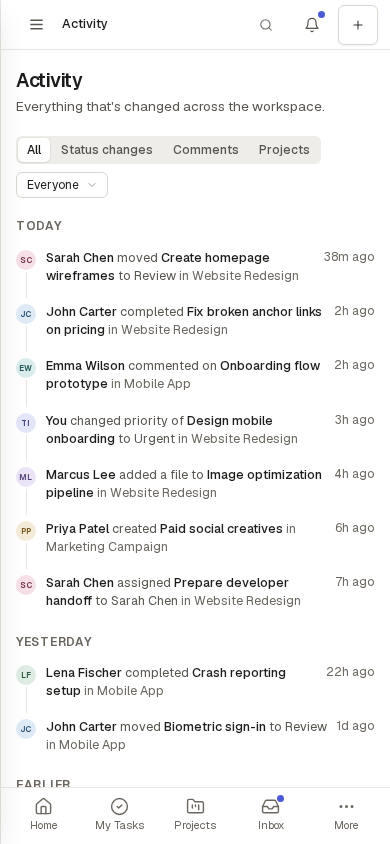 Activity
Activity
Everything that's changed across the workspace.
All Status changes Comments Projects
Everyone
TODAY
SC Sarah Chen moved Create homepage 38m ago
wireframes to Review in Website Redesign
JC John Carter completed Fix broken anchor links 2h ago
on pricing in Website Redesign
EW Emma Wilson commented on Onboarding flow 2h ago
prototype in Mobile App
TI You changed priority of Design mobile 3h ago
onboarding to Urgent in Website Redesign
ML Marcus Lee added a file to Image optimization 4h ago
pipeline in Website Redesign
PP Priya Patel created Paid social creatives in 6h ago
Marketing Campaign
SC Sarah Chen assigned Prepare developer 7h ago
handoff to Sarah Chen in Website Redesign
YESTERDAY
LF Lena Fischer completed Crash reporting 22h ago
setup in Mobile App
JC John Carter moved Biometric sign-in to Review 1d ago
in Mobile App
EARLIER
Home My Tasks Projects Inbox More